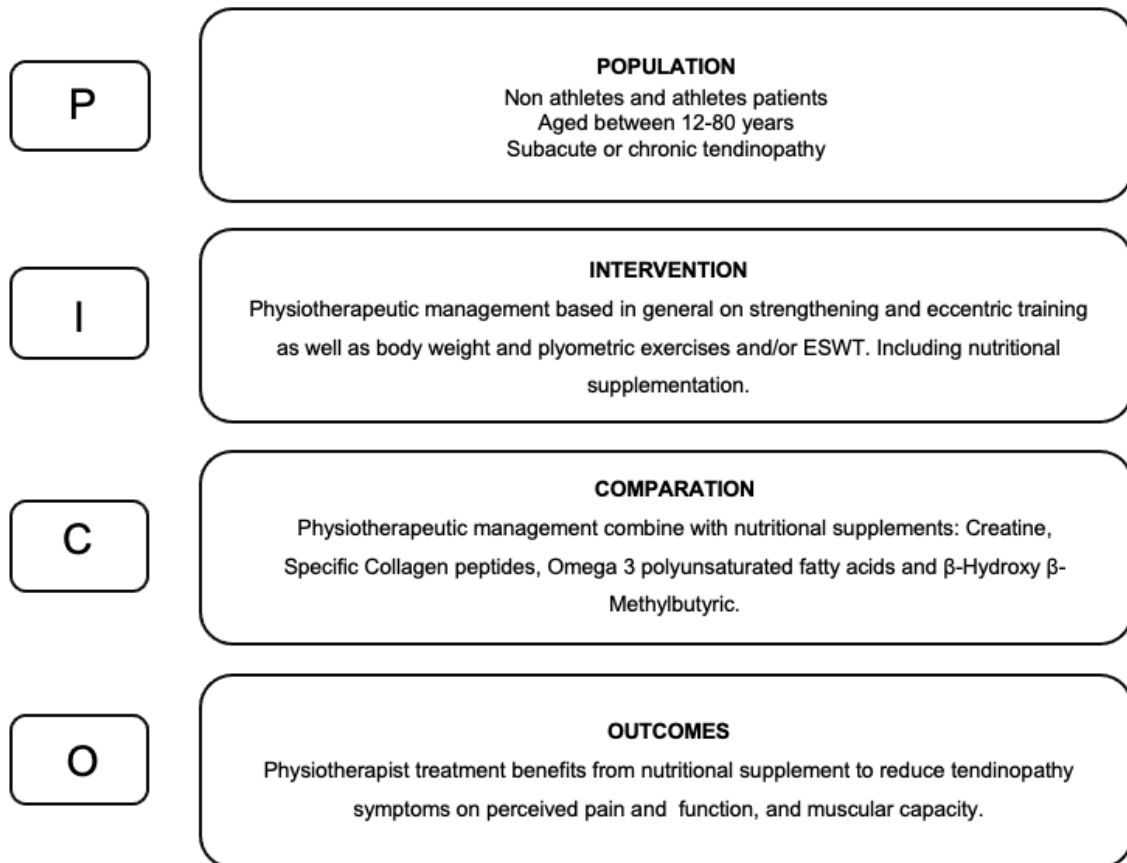 P
POPULATION
Non athletes and athletes patients
Aged between 12-80 years
Subacute or chronic tendinopathy
I
INTERVENTION
Physiotherapeutic management based in general on strengthening and eccentric training
as well as body weight and plyometric exercises and/or ESWT. Including nutritional
supplementation.
C
COMPARATION
Physiotherapeutic management combine with nutritional supplements: Creatine,
Specific Collagen peptides, Omega 3 polyunsaturated fatty acids and β-Hydroxy β-
Methylbutyric.
O
OUTCOMES
Physiotherapist treatment benefits from nutritional supplement to reduce tendinopathy
symptoms on perceived pain and function, and muscular capacity.